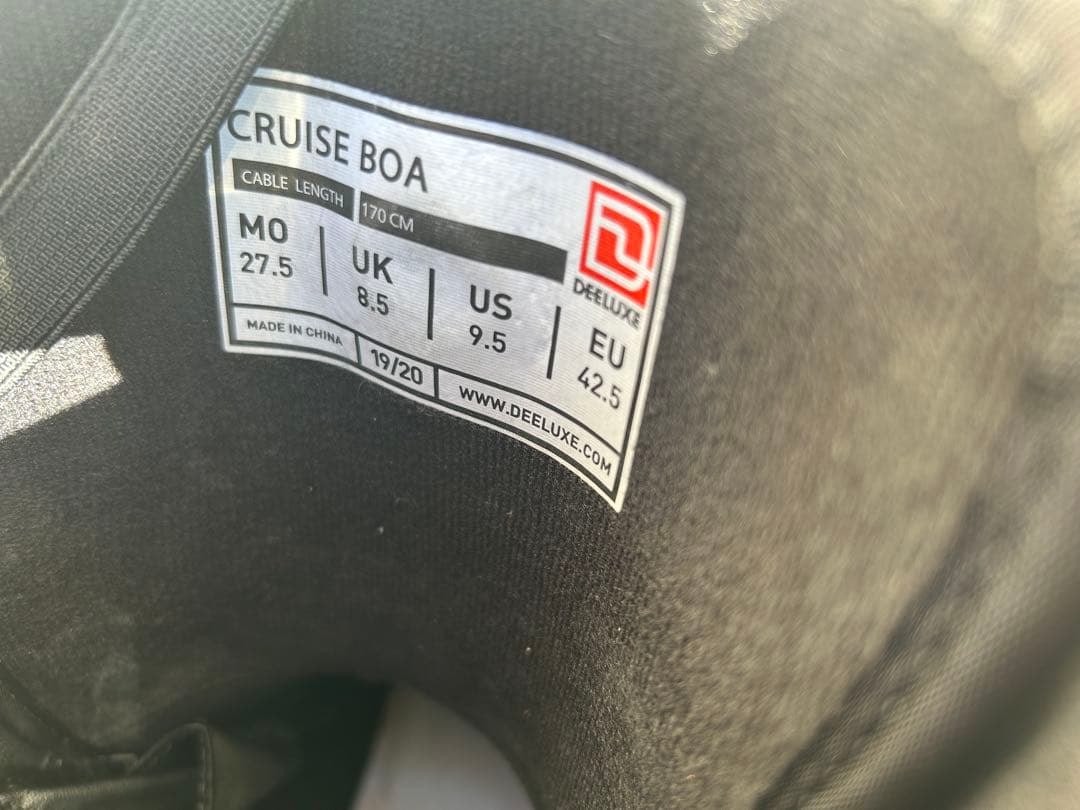 CRUISE BOA
CABLE LENGTH 170 CM
DEELUXE
MO UK US EU
27.5 8.5 9.5 42.5
MADE IN CHINA 19/20 WWW.DEELUXE.COM